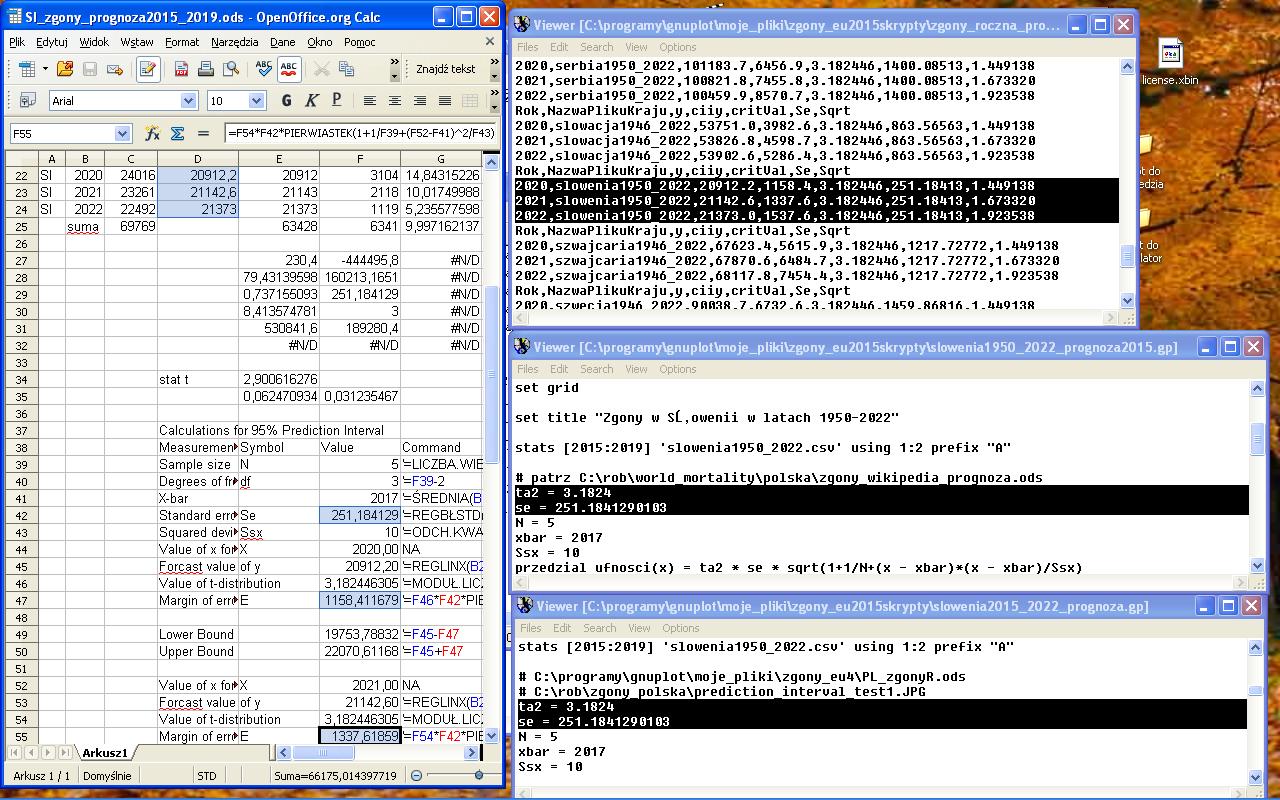 SI_zgony_prognoza2015_2019.ods - OpenOffice.org Calc
Plik Edytuj Widok Wstaw Format Narzędzia Dane Okno Pomoc
Znajdź tekst
Arial 10 G K P
F55 =F54*F42*PIERWIASTEK(1+1/F39+(F52-F41)^2/F43)
A B C D E F G
22 SI 2020 24016 20912,2 20912 3104 14,84315226
23 SI 2021 23261 21142,6 21143 2118 10,01749988
24 SI 2022 22492 21373 21373 1119 5,235577598
25 suma 69769 63428 6341 9,997162137
26
27 230,4 -444495,8 #N/D
28 79,43139598 160213,1651 #N/D
29 0,737155093 251,184129 #N/D
30 8,413574781 3 #N/D
31 530841,6 189280,4 #N/D
32 #N/D #N/D #N/D
33
34 stat t 2,900616276
35 0,062470934 0,031235467
36
37 Calculations for 95% Prediction Interval
38 Measuremen Symbol Value Command
39 Sample size N 5 '=LICZBA.WIE
40 Degrees of fr df 3 '=F39-2
41 X-bar 2017 '=ŚREDNIA(B
42 Standard erro Se 251,184129 '=REGBŁSTD(
43 Squared devi Ssx 10 '=ODCH.KWA
44 Value of x for X 2020,00 NA
45 Forcast value of y 20912,20 '=REGLINX(B2
46 Value of t-distribution 3,182446305 '=MODUŁ.LIC
47 Margin of erro E 1158,411679 '=F46*F42*PIE
48
49 Lower Bound 19753,78832 '=F45-F47
50 Upper Bound 22070,61168 '=F45+F47
51
52 Value of x for X 2021,00 NA
53 Forcast value of y 21142,60 '=REGLINX(B2
54 Value of t-distribution 3,182446305 '=MODUŁ.LIC
55 Margin of erro E 1337,61859 '=F54*F42*PIE
Arkusz1
Arkusz 1 / 1 Domyślnie STD Suma=66175,014397719
Viewer [C:\programy\gnuplot\moje_pliki\zgony_eu2015skrypty\zgony_roczna_pro...
Files Edit Search View Options
2020,serbia1950_2022,101183.7,6456.9,3.182446,1400.08513,1.449138
2021,serbia1950_2022,100821.8,7455.8,3.182446,1400.08513,1.673320
2022,serbia1950_2022,100459.9,8570.7,3.182446,1400.08513,1.923538
Rok,NazwaPlikuKraju,y,ciiy,critVal,Se,Sqrt
2020,slowacja1946_2022,53751.0,3982.6,3.182446,863.56563,1.449138
2021,slowacja1946_2022,53826.8,4598.7,3.182446,863.56563,1.673320
2022,slowacja1946_2022,53902.6,5286.4,3.182446,863.56563,1.923538
Rok,NazwaPlikuKraju,y,ciiy,critVal,Se,Sqrt
2020,slowenia1950_2022,20912.2,1158.4,3.182446,251.18413,1.449138
2021,slowenia1950_2022,21142.6,1337.6,3.182446,251.18413,1.673320
2022,slowenia1950_2022,21373.0,1537.6,3.182446,251.18413,1.923538
Rok,NazwaPlikuKraju,y,ciiy,critVal,Se,Sqrt
2020,szwajcaria1946_2022,67623.4,5615.9,3.182446,1217.72772,1.449138
2021,szwajcaria1946_2022,67870.6,6484.7,3.182446,1217.72772,1.673320
2022,szwajcaria1946_2022,68117.8,7454.4,3.182446,1217.72772,1.923538
Rok,NazwaPlikuKraju,y,ciiy,critVal,Se,Sqrt
2020,szwecja1946_2022,90038.7,6732.6,3.182446,1459.86816,1.449138
Viewer [C:\programy\gnuplot\moje_pliki\zgony_eu2015skrypty\slowenia1950_2022_prognoza2015.gp]
Files Edit Search View Options
set grid
set title "Zgony w SĹ‚owenii w latach 1950-2022"
stats [2015:2019] 'slowenia1950_2022.csv' using 1:2 prefix "A"
# patrz C:\rob\world_mortality\polska\zgony_wikipedia_prognoza.ods
ta2 = 3.1824
se = 251.1841290103
N = 5
xbar = 2017
Ssx = 10
przedzial_ufnosci(x) = ta2 * se * sqrt(1+1/N+(x - xbar)*(x - xbar)/Ssx)
Viewer [C:\programy\gnuplot\moje_pliki\zgony_eu2015skrypty\slowenia2015_2022_prognoza.gp]
Files Edit Search View Options
stats [2015:2019] 'slowenia1950_2022.csv' using 1:2 prefix "A"
# C:\programy\gnuplot\moje_pliki\zgony_eu4\PL_zgonyR.ods
# C:\rob\zgony_polska\prediction_interval_test1.JPG
ta2 = 3.1824
se = 251.1841290103
N = 5
xbar = 2017
Ssx = 10
license.xbin
t do
edzia
t do
lator